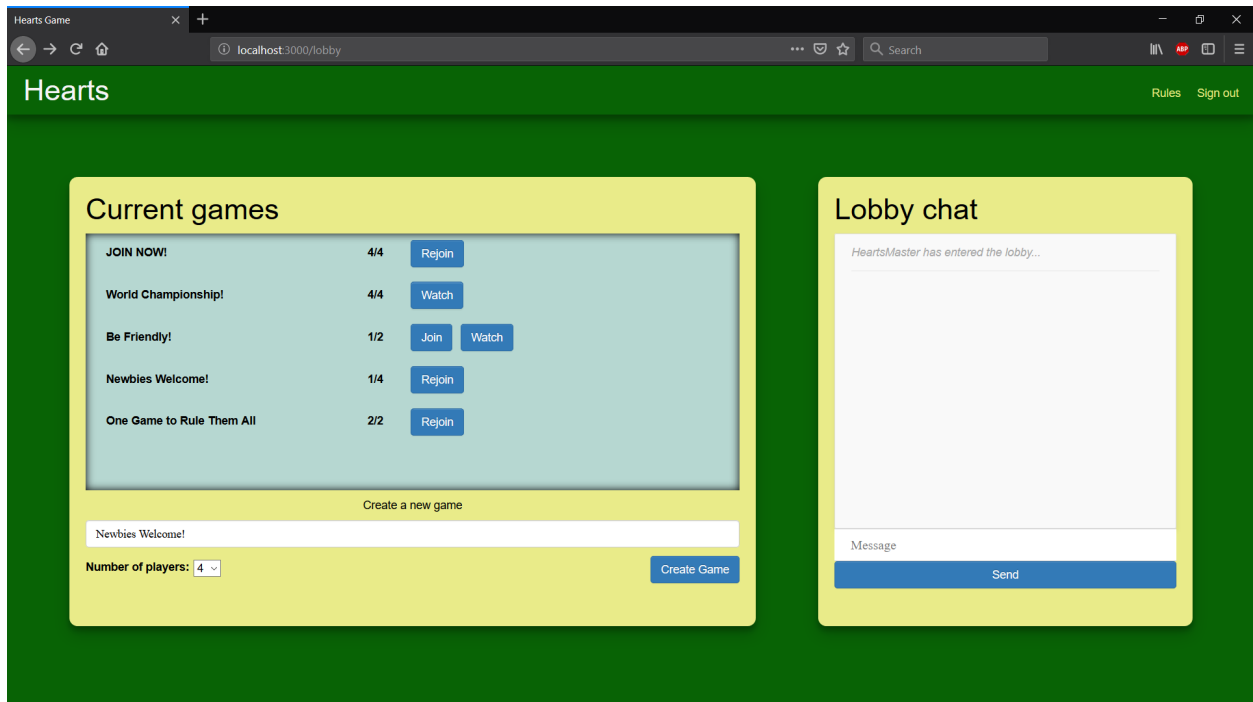 Hearts Game
localhost:3000/lobby
Search
ABP
Hearts
Rules Sign out
Current games
JOIN NOW! 4/4 Rejoin
World Championship! 4/4 Watch
Be Friendly! 1/2 Join Watch
Newbies Welcome! 1/4 Rejoin
One Game to Rule Them All 2/2 Rejoin
Create a new game
Newbies Welcome!
Number of players: 4 Create Game
Lobby chat
HeartsMaster has entered the lobby...
Message
Send